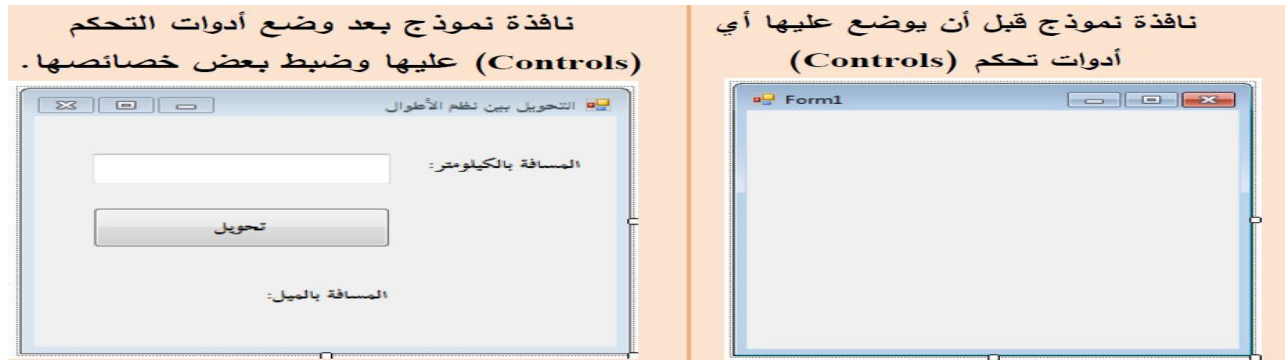 نافذة نموذج قبل أن يوضع عليها أي
أدوات تحكم (Controls)
Form1
نافذة نموذج بعد وضع أدوات التحكم
(Controls) عليها وضبط بعض خصائصها.
التحويل بين نظم الأطوال
المسافة بالكيلومتر:
تحويل
المسافة بالميل: